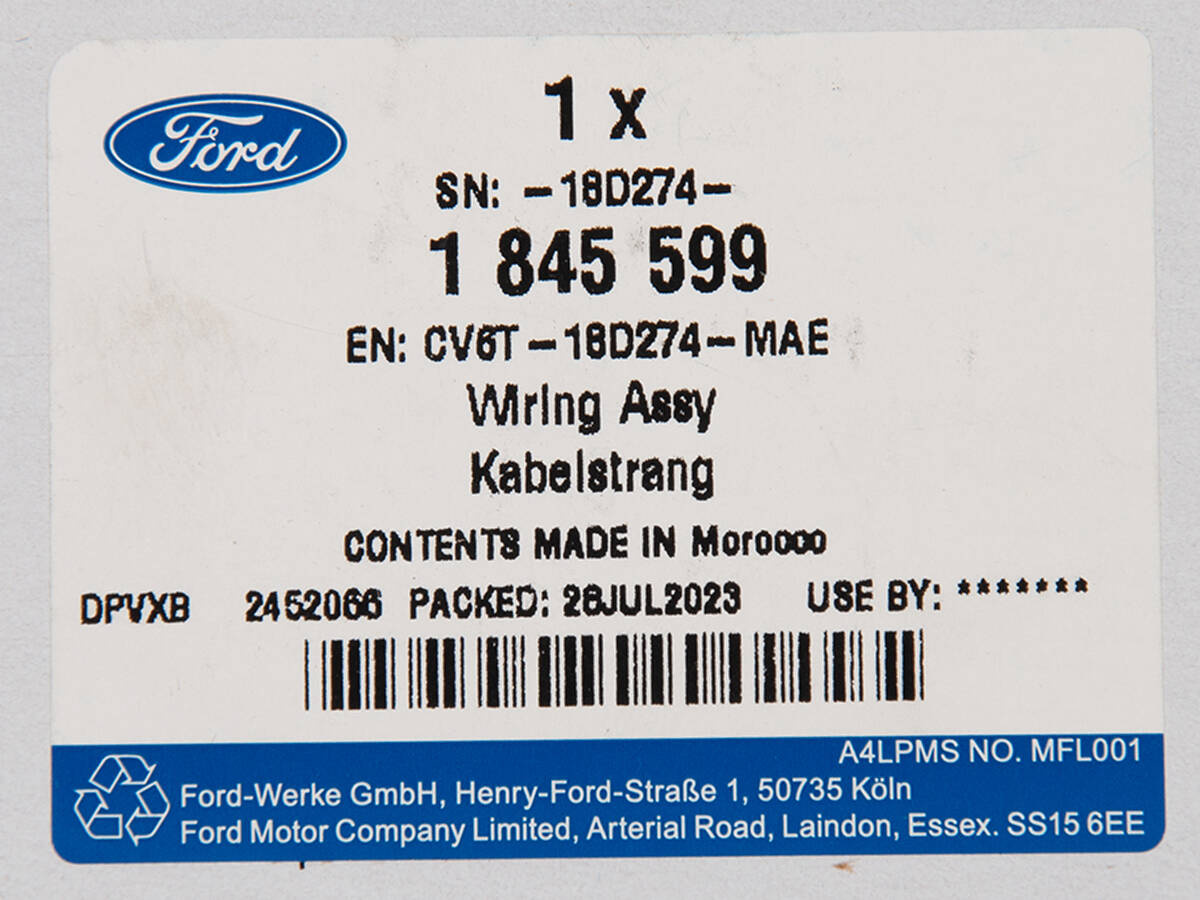 Ford
1 x
SN: -18D274-
1 845 599
EN: CV6T-18D274-MAE
Wiring Assy
Kabelstrang
CONTENTS MADE IN Morocco
DPVXB 2452066 PACKED: 28JUL2023 USE BY: *******
A4LPMS NO. MFL001
Ford-Werke GmbH, Henry-Ford-Straße 1, 50735 Köln
Ford Motor Company Limited, Arterial Road, Laindon, Essex. SS15 6EE